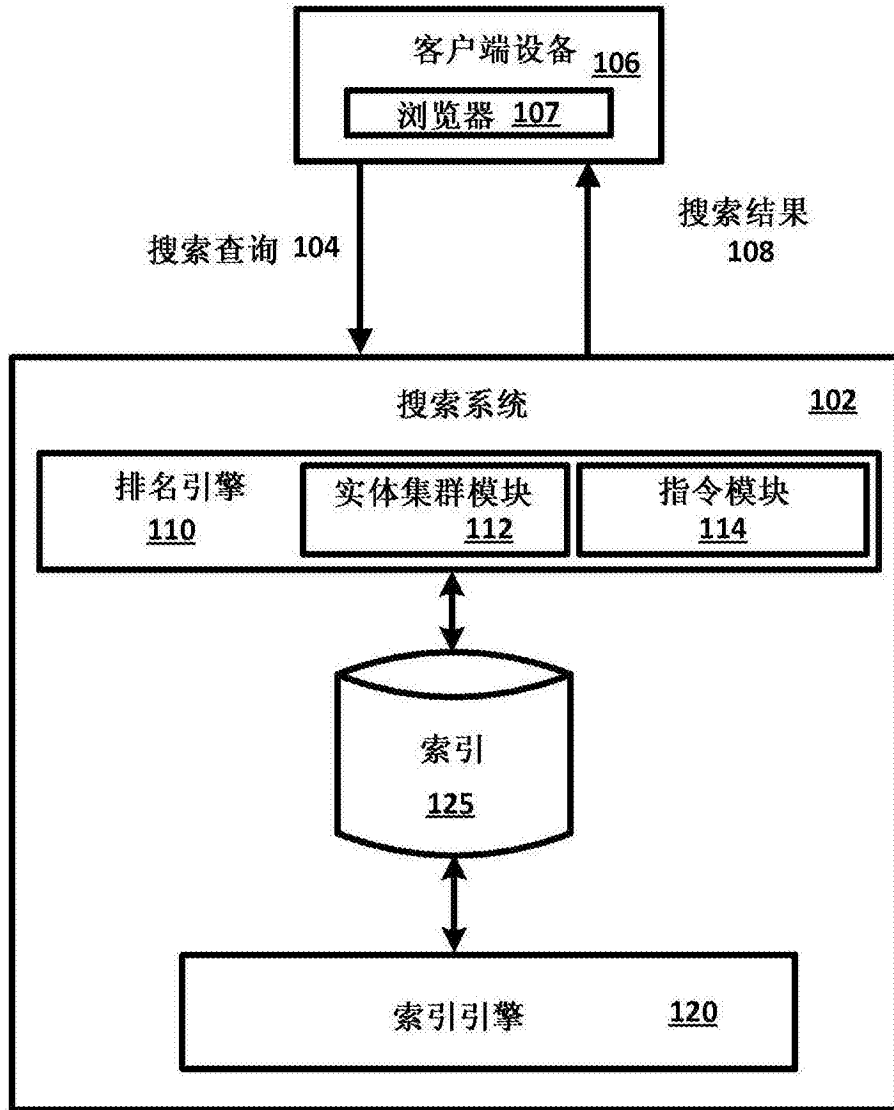 客户端设备 106
浏览器 107
搜索查询 104
搜索结果
108
搜索系统 102
排名引擎
110
实体集群模块
112
指令模块
114
索引
125
索引引擎 120